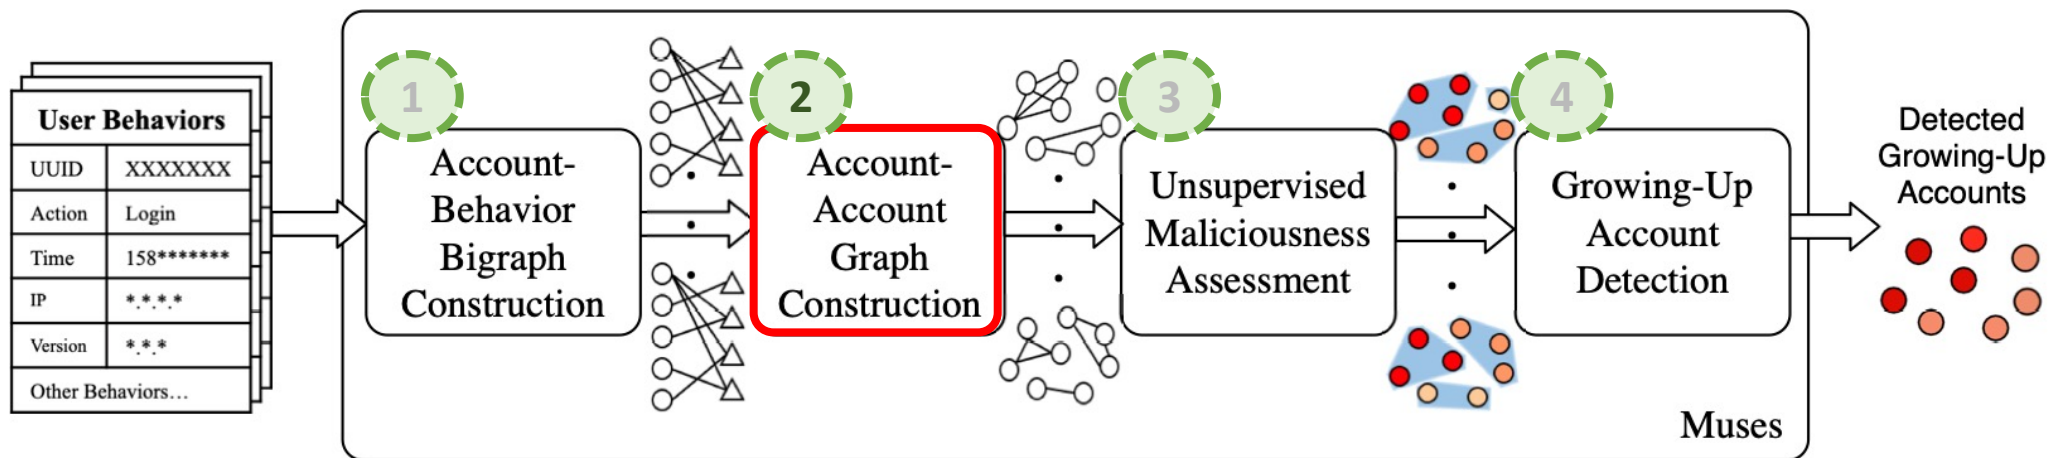 User Behaviors
UUID XXXXXXX
Action Login
Time 158*******
IP *.*.*.*
Version *.*.*
Other Behaviors...
1
Account-
Behavior
Bigraph
Construction
2
Account-
Account
Graph
Construction
3
Unsupervised
Maliciousness
Assessment
4
Growing-Up
Account
Detection
Muses
Detected
Growing-Up
Accounts